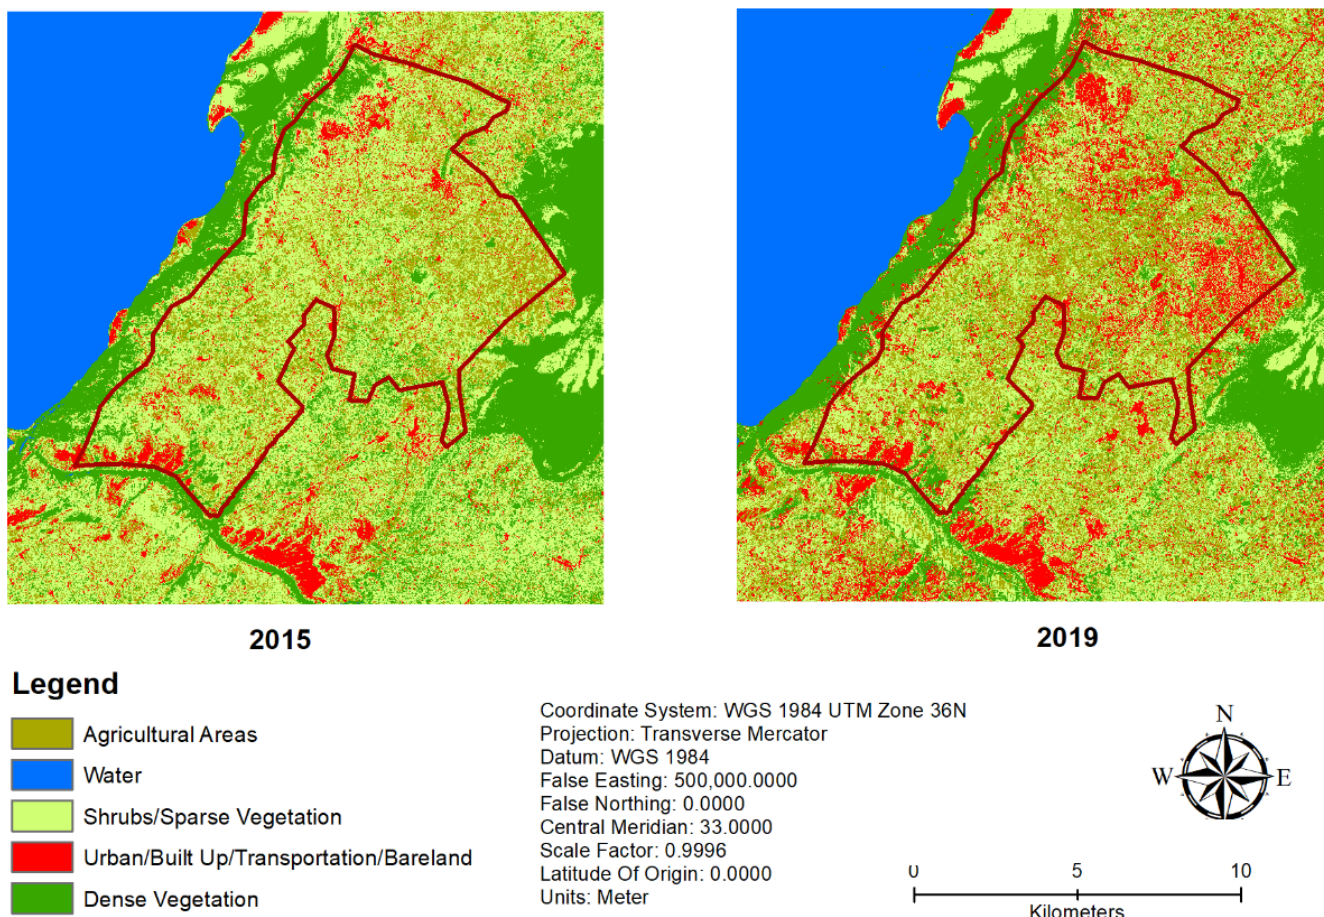 2015
2019
Legend
Agricultural Areas
Water
Shrubs/Sparse Vegetation
Urban/Built Up/Transportation/Bareland
Dense Vegetation
Coordinate System: WGS 1984 UTM Zone 36N
Projection: Transverse Mercator
Datum: WGS 1984
False Easting: 500,000.0000
False Northing: 0.0000
Central Meridian: 33.0000
Scale Factor: 0.9996
Latitude Of Origin: 0.0000
Units: Meter
N
W
E
S
0 5 10
Kilometers